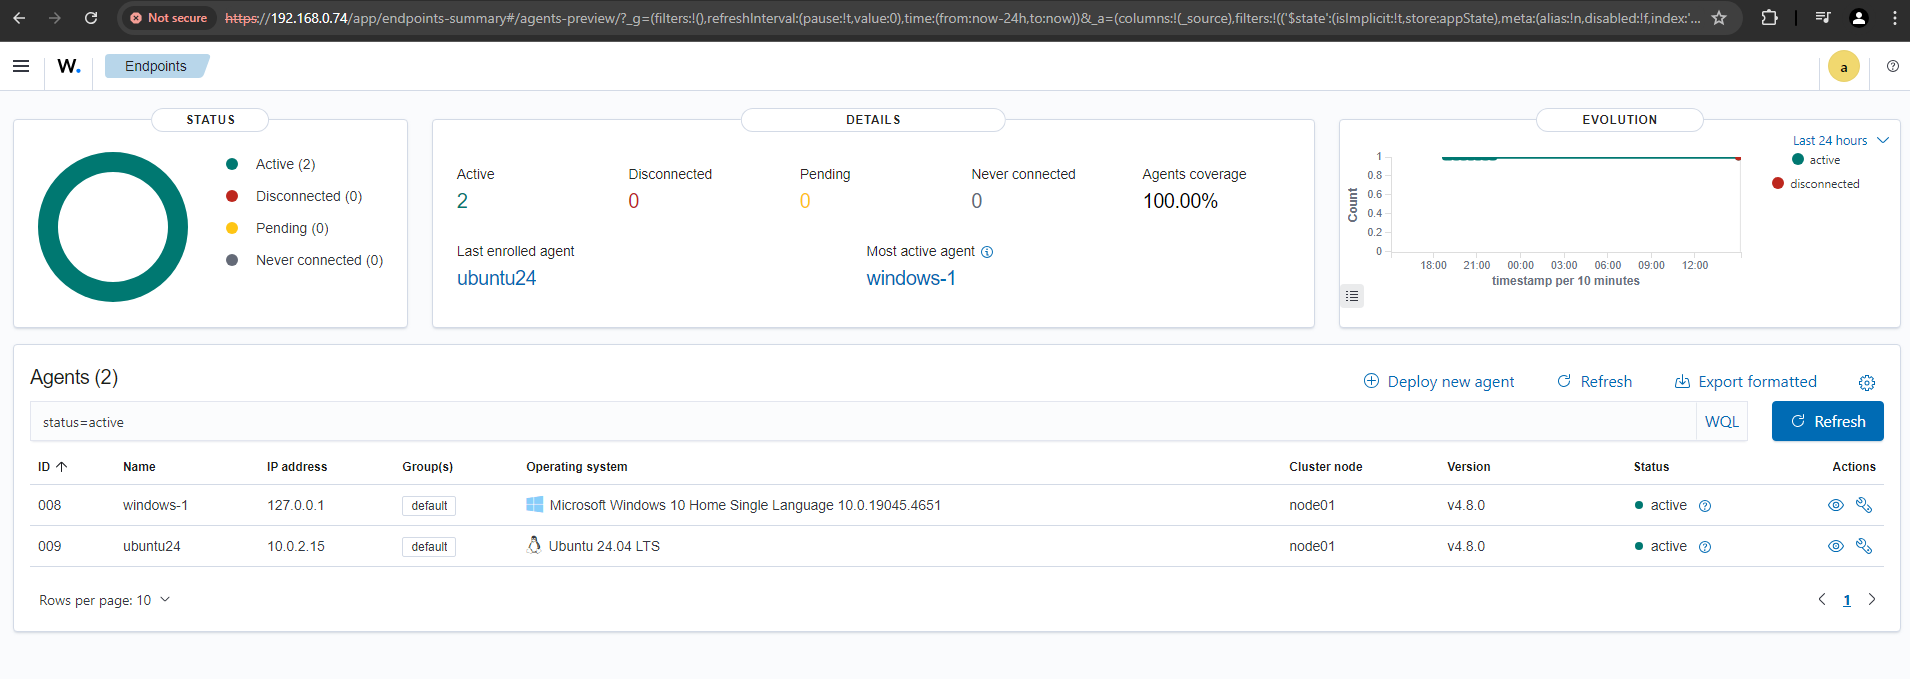 Not secure
https://192.168.0.74/app/endpoints-summary#/agents-preview/?_g=(filters:!(),refreshInterval:(pause:!t,value:0),time:(from:now-24h,to:now))&_a=(columns:!(_source),filters:!(('$state':(isImplicit:!t,store:appState),meta:(alias:!n,disabled:!f,index:'...
W.
Endpoints
a
STATUS
Active (2)
Disconnected (0)
Pending (0)
Never connected (0)
DETAILS
Active
2
Disconnected
0
Pending
0
Never connected
0
Agents coverage
100.00%
Last enrolled agent
ubuntu24
Most active agent
windows-1
EVOLUTION
Last 24 hours
active
disconnected
Count
1
0.8
0.6
0.4
0.2
0
18:00 21:00 00:00 03:00 06:00 09:00 12:00
timestamp per 10 minutes
Agents (2)
Deploy new agent
Refresh
Export formatted
status=active
WQL
Refresh
ID Name IP address Group(s) Operating system Cluster node Version Status Actions
008 windows-1 127.0.0.1 default Microsoft Windows 10 Home Single Language 10.0.19045.4651 node01 v4.8.0 active
009 ubuntu24 10.0.2.15 default Ubuntu 24.04 LTS node01 v4.8.0 active
Rows per page: 10
1